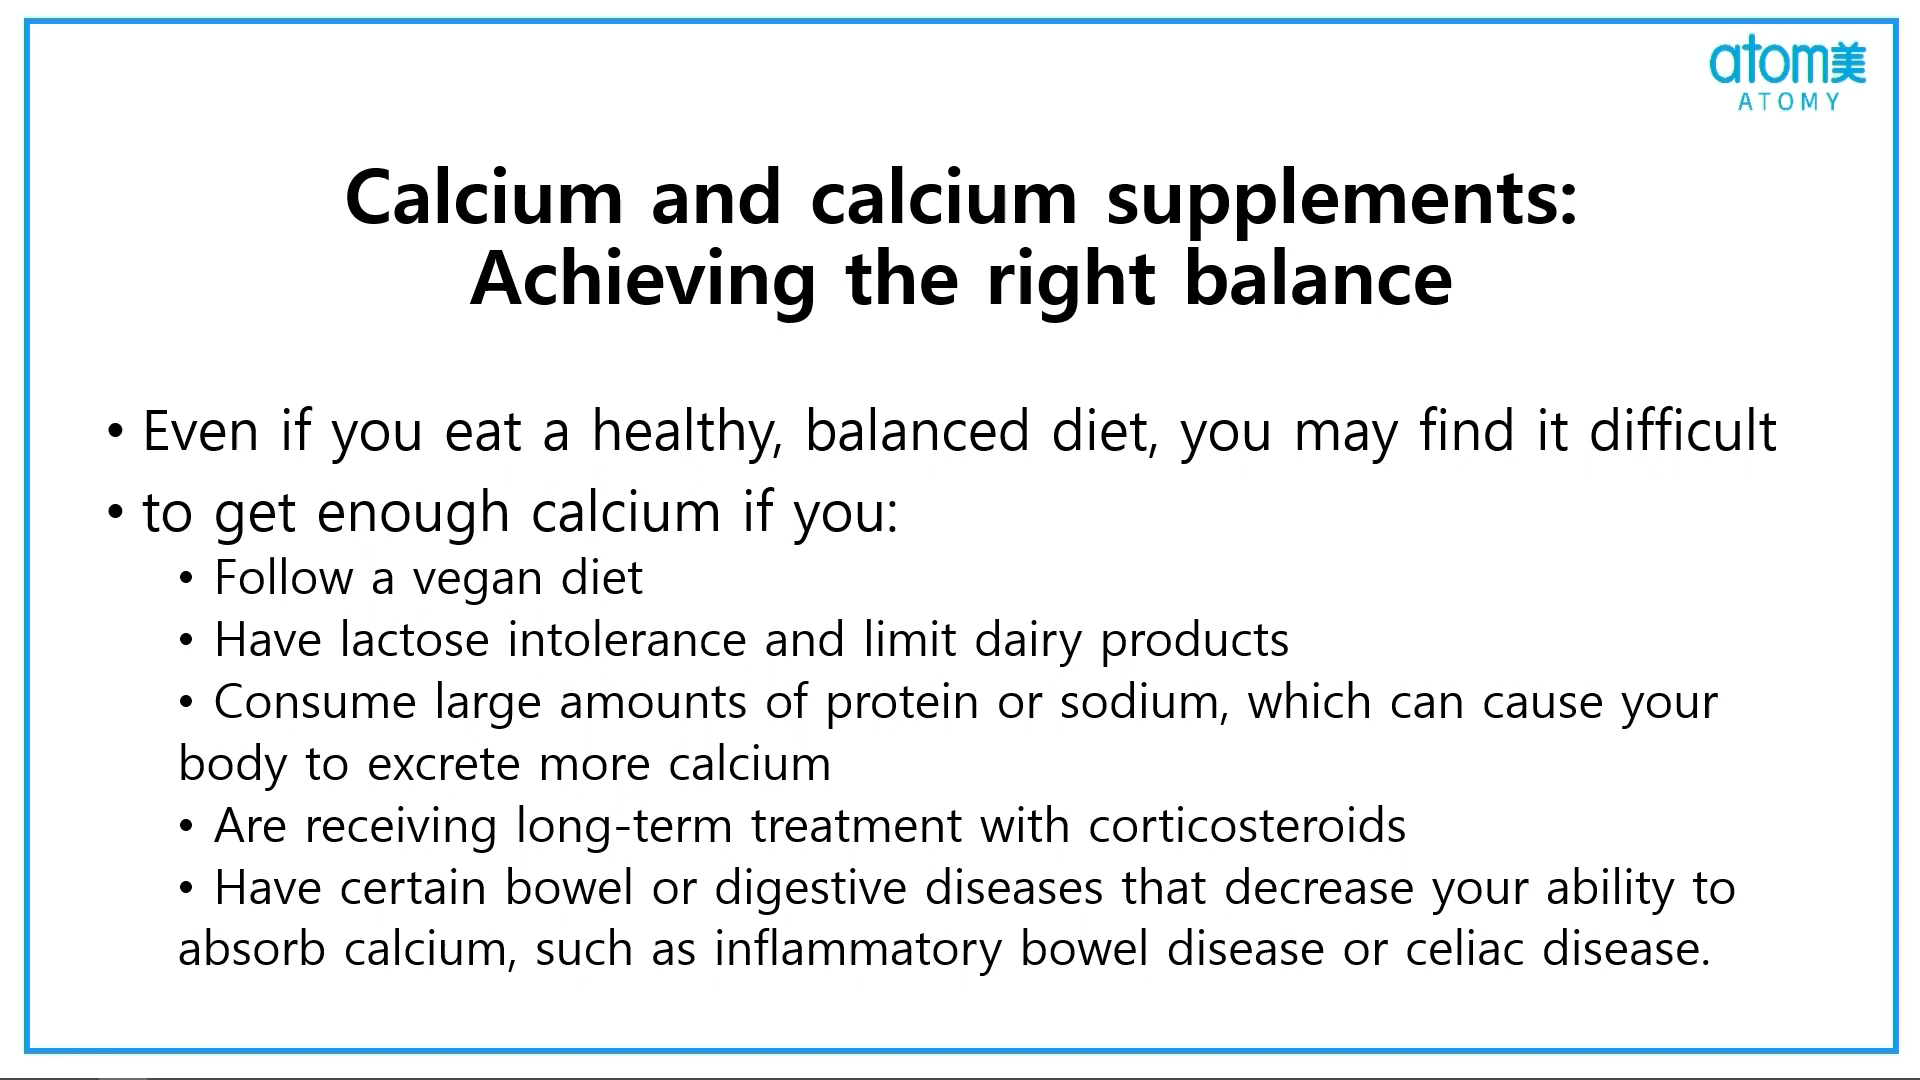 atom美
ATOMY
Calcium and calcium supplements:
Achieving the right balance
• Even if you eat a healthy, balanced diet, you may find it difficult
• to get enough calcium if you:
• Follow a vegan diet
• Have lactose intolerance and limit dairy products
• Consume large amounts of protein or sodium, which can cause your
body to excrete more calcium
• Are receiving long-term treatment with corticosteroids
• Have certain bowel or digestive diseases that decrease your ability to
absorb calcium, such as inflammatory bowel disease or celiac disease.